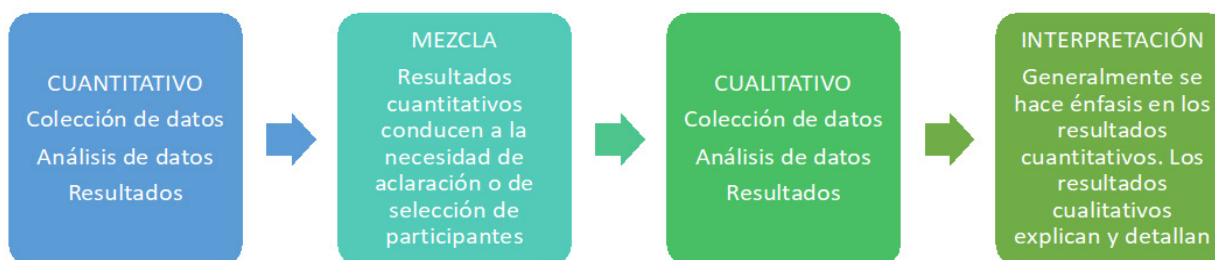 CUANTITATIVO
Colección de datos
Análisis de datos
Resultados
MEZCLA
Resultados
cuantitativos
conducen a la
necesidad de
aclaración o de
selección de
participantes
CUALITATIVO
Colección de datos
Análisis de datos
Resultados
INTERPRETACIÓN
Generalmente se
hace énfasis en los
resultados
cuantitativos. Los
resultados
cualitativos
explican y detallan